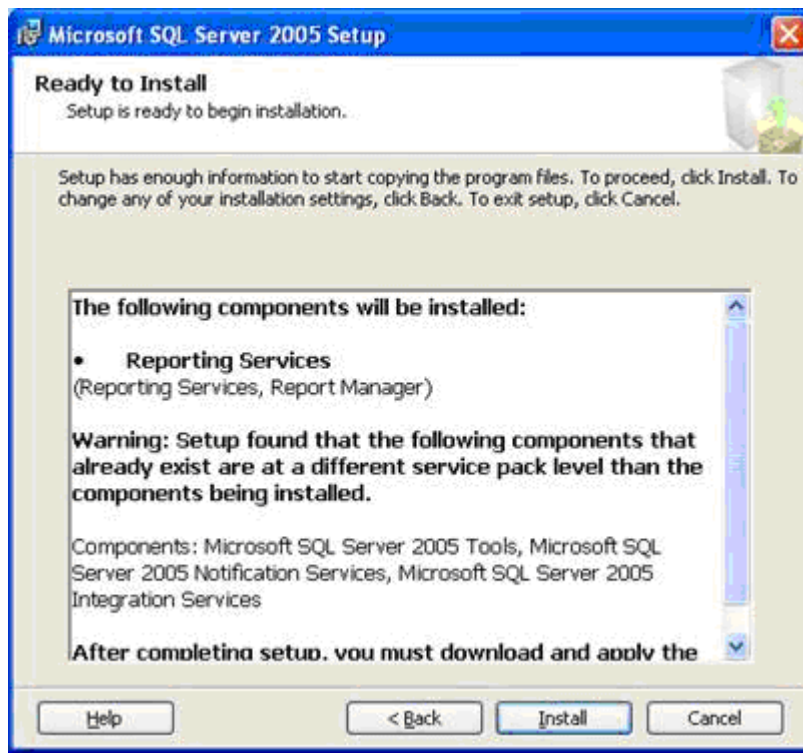 Microsoft SQL Server 2005 Setup
Ready to Install
Setup is ready to begin installation.
Setup has enough information to start copying the program files. To proceed, click Install. To
change any of your installation settings, click Back. To exit setup, click Cancel.
The following components will be installed:
• Reporting Services
(Reporting Services, Report Manager)
Warning: Setup found that the following components that
already exist are at a different service pack level than the
components being installed.
Components: Microsoft SQL Server 2005 Tools, Microsoft SQL
Server 2005 Notification Services, Microsoft SQL Server 2005
Integration Services
After completing setup, you must download and apply the
Help
< Back
Install
Cancel